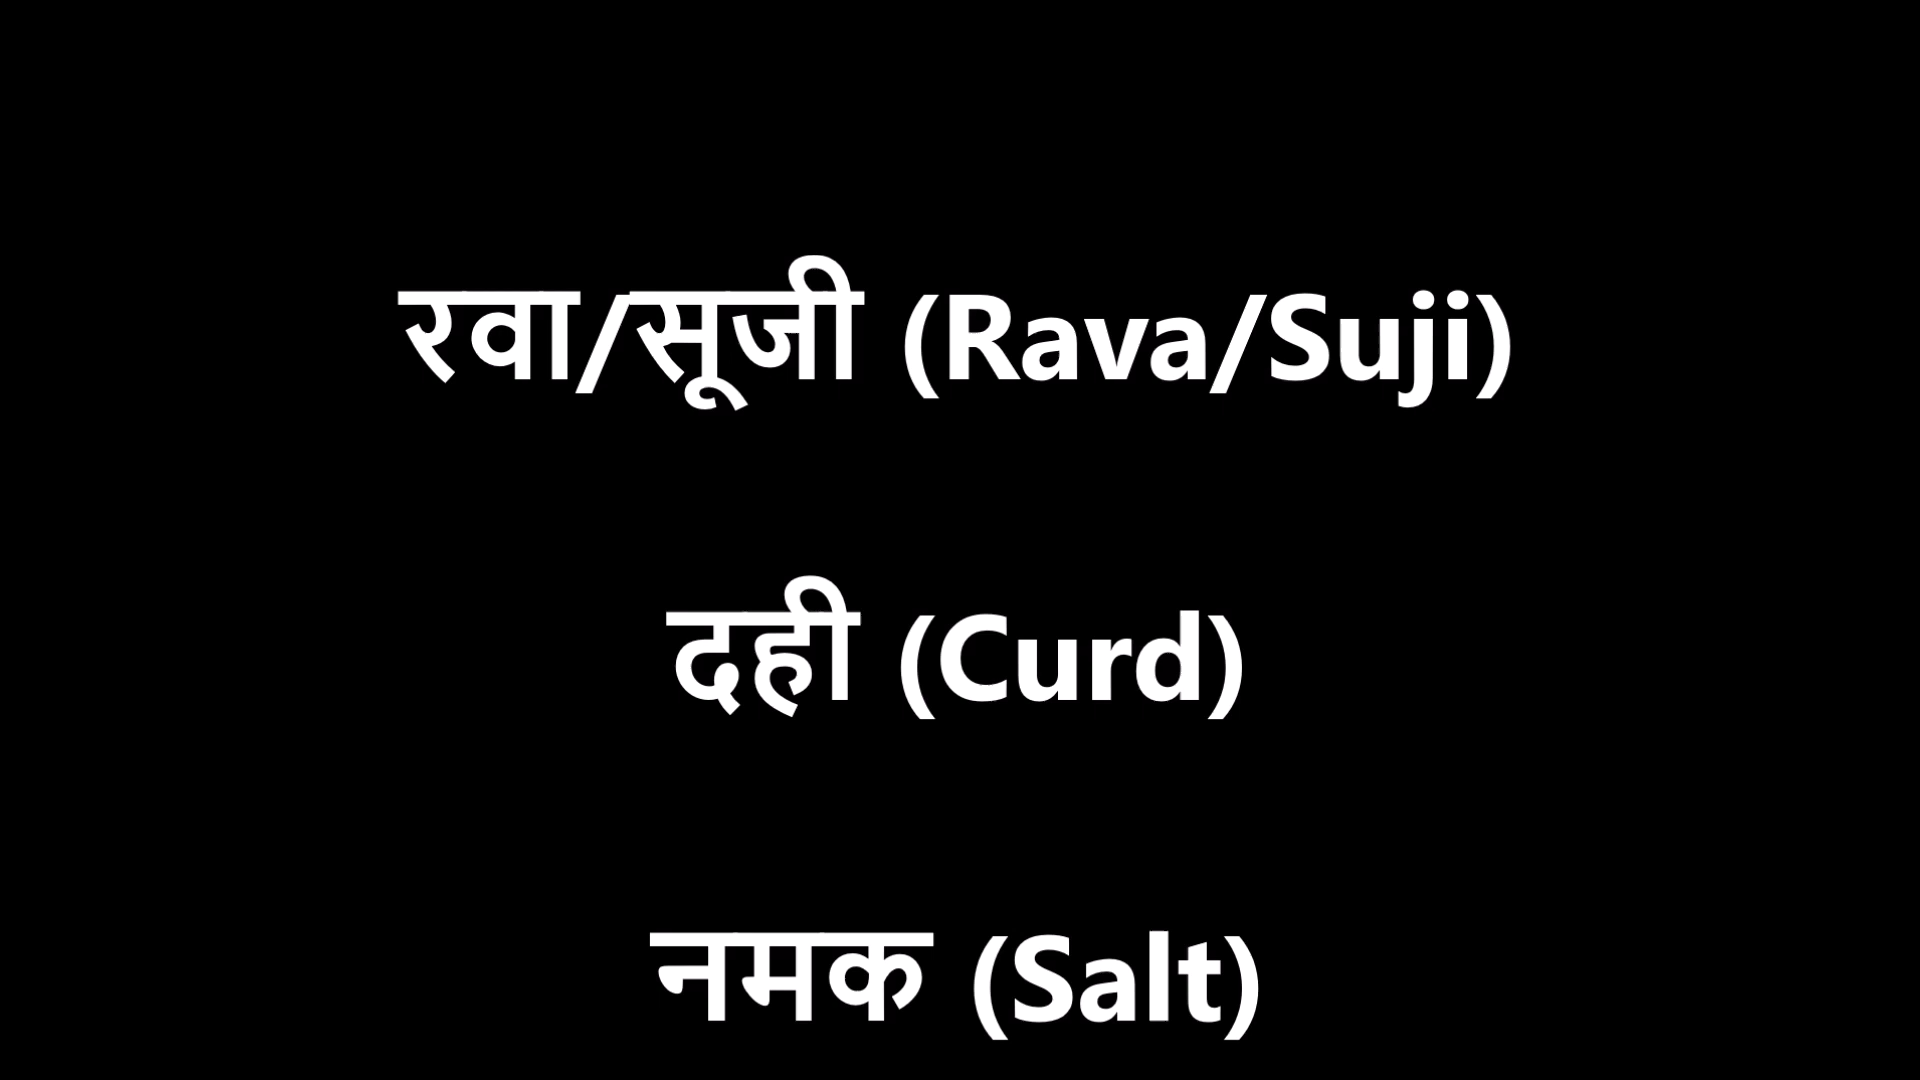 रवा/सूजी (Rava/Suji)
दही (Curd)
नमक (Salt)